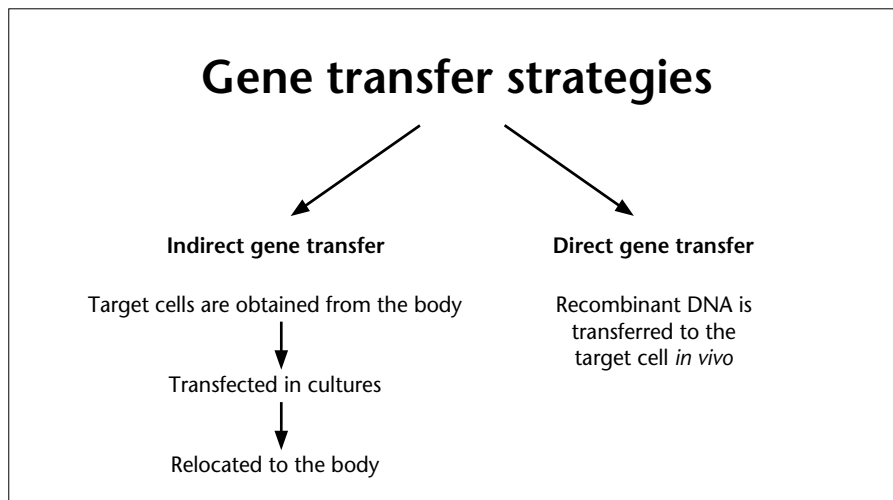 Gene transfer strategies
Indirect gene transfer
Target cells are obtained from the body
Transfected in cultures
Relocated to the body
Direct gene transfer
Recombinant DNA is
transferred to the
target cell in vivo